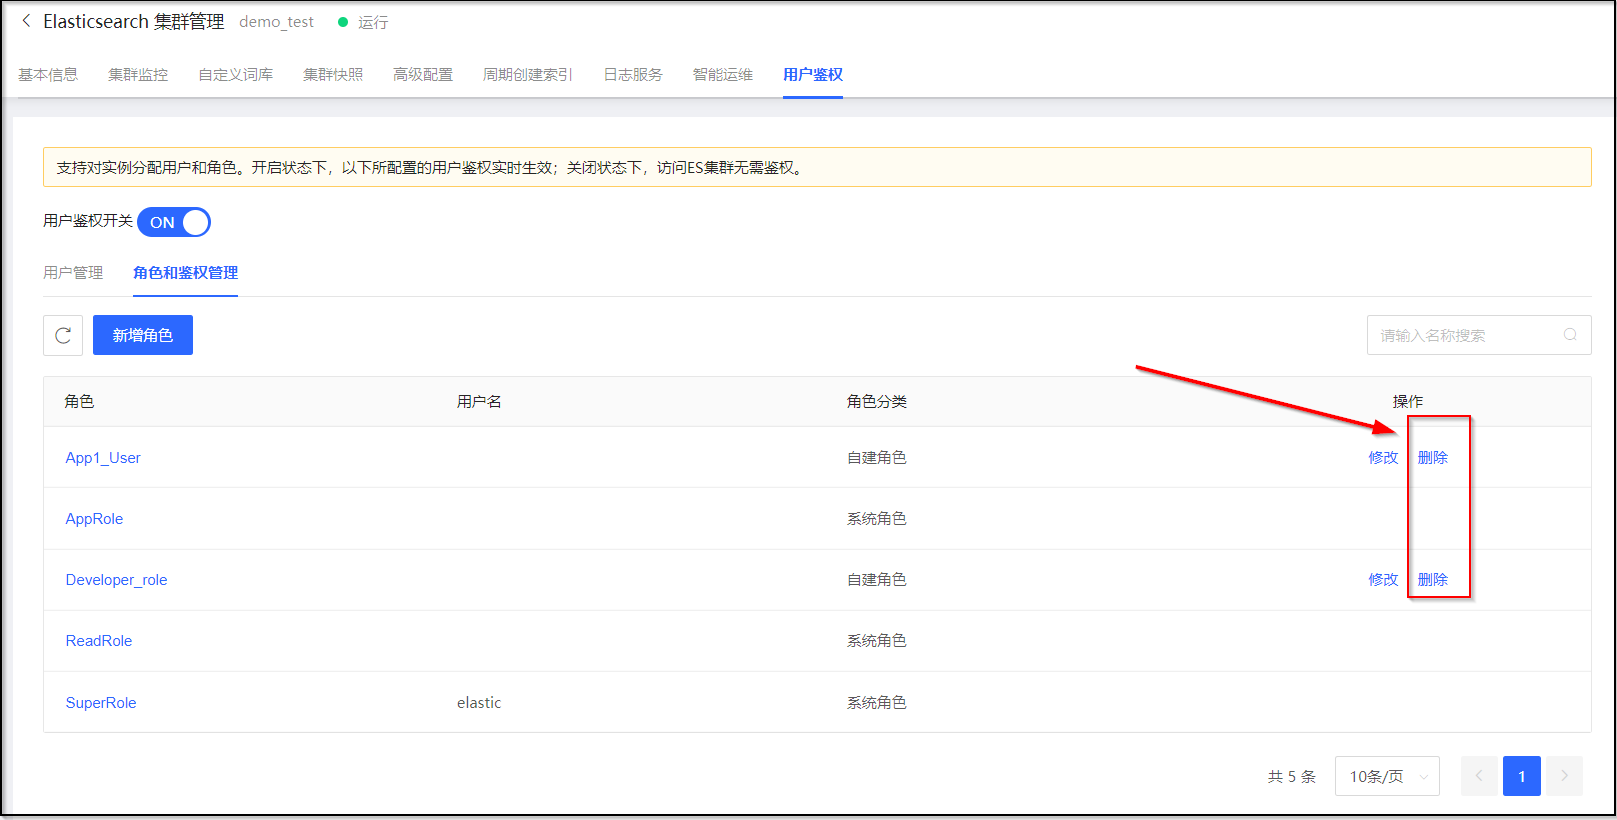 Elasticsearch 集群管理 demo_test 运行
基本信息 集群监控 自定义词库 集群快照 高级配置 周期创建索引 日志服务 智能运维 用户鉴权
支持对实例分配用户和角色。开启状态下，以下所配置的用户鉴权实时生效；关闭状态下，访问ES集群无需鉴权。
用户鉴权开关 ON
用户管理 角色和鉴权管理
新增角色 请输入名称搜索
角色 用户名 角色分类 操作
App1_User 自建角色 修改 删除
AppRole 系统角色
Developer_role 自建角色 修改 删除
ReadRole 系统角色
SuperRole elastic 系统角色
共 5 条 10条/页 1